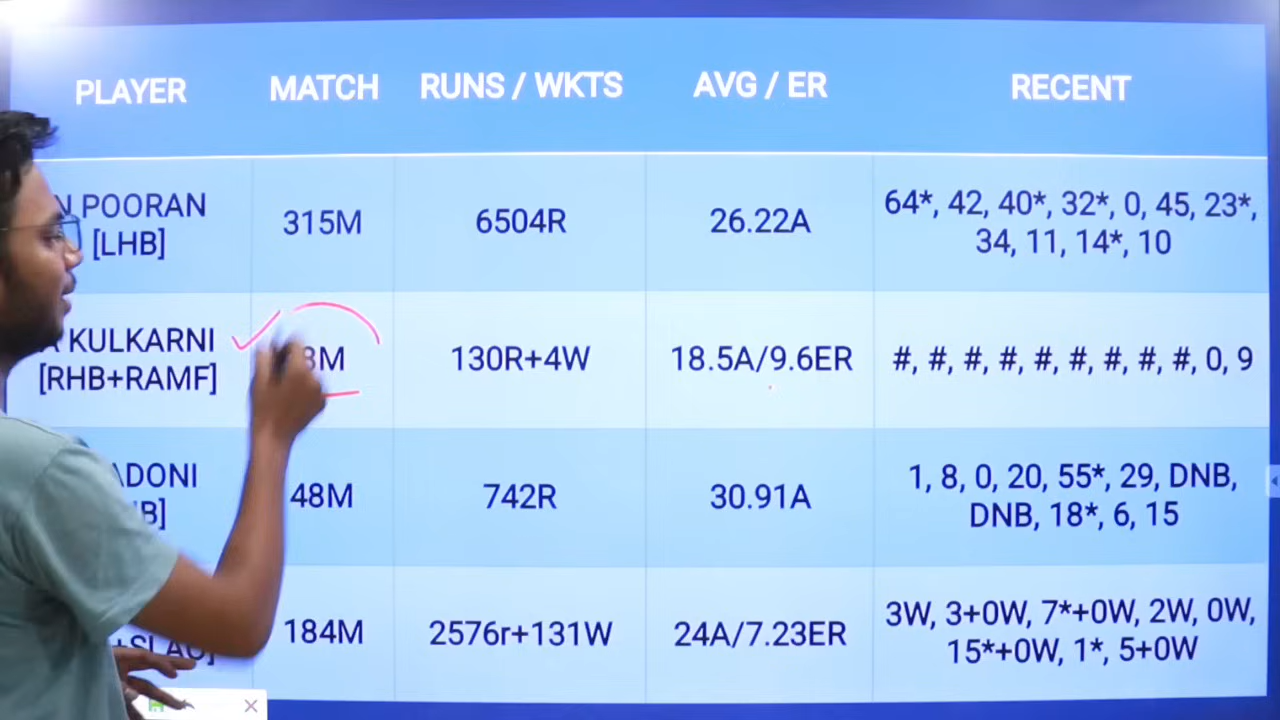 PLAYER MATCH RUNS / WKTS AVG / ER RECENT
N POORAN 315M 6504R 26.22A 64*, 42, 40*, 32*, 0, 45, 23*,
[LHB] 34, 11, 14*, 10
KULKARNI 130R+4W 18.5A/9.6ER #, #, #, #, #, #, #, #, #, 0, 9
[RHB+RAMF]
ADONI 48M 742R 30.91A 1, 8, 0, 20, 55*, 29, DNB,
DNB, 18*, 6, 15
184M 2576r+131W 24A/7.23ER 3W, 3+0W, 7*+0W, 2W, 0W,
15*+0W, 1*, 5+0W